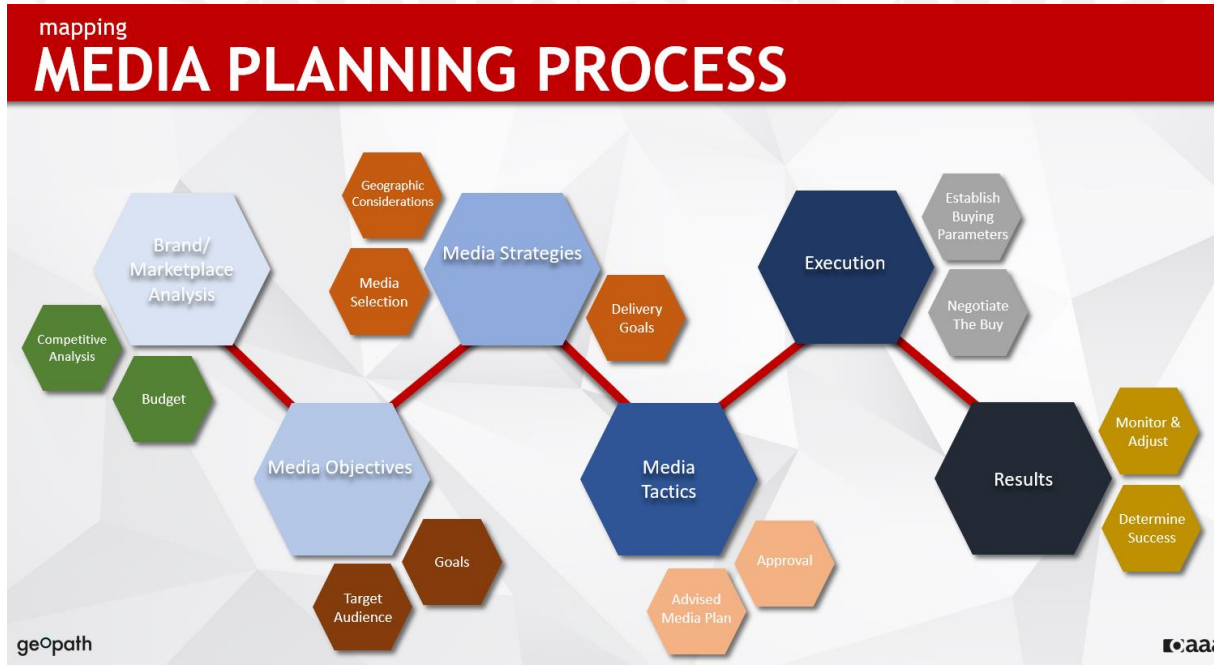 mapping
MEDIA PLANNING PROCESS
Brand/
Marketplace
Analysis
Competitive
Analysis
Budget
Media Objectives
Goals
Target
Audience
Geographic
Considerations
Media
Selection
Media Strategies
Delivery
Goals
Media
Tactics
Approval
Advised
Media Plan
Execution
Establish
Buying
Parameters
Negotiate
The Buy
Results
Monitor &
Adjust
Determine
Success
geopath